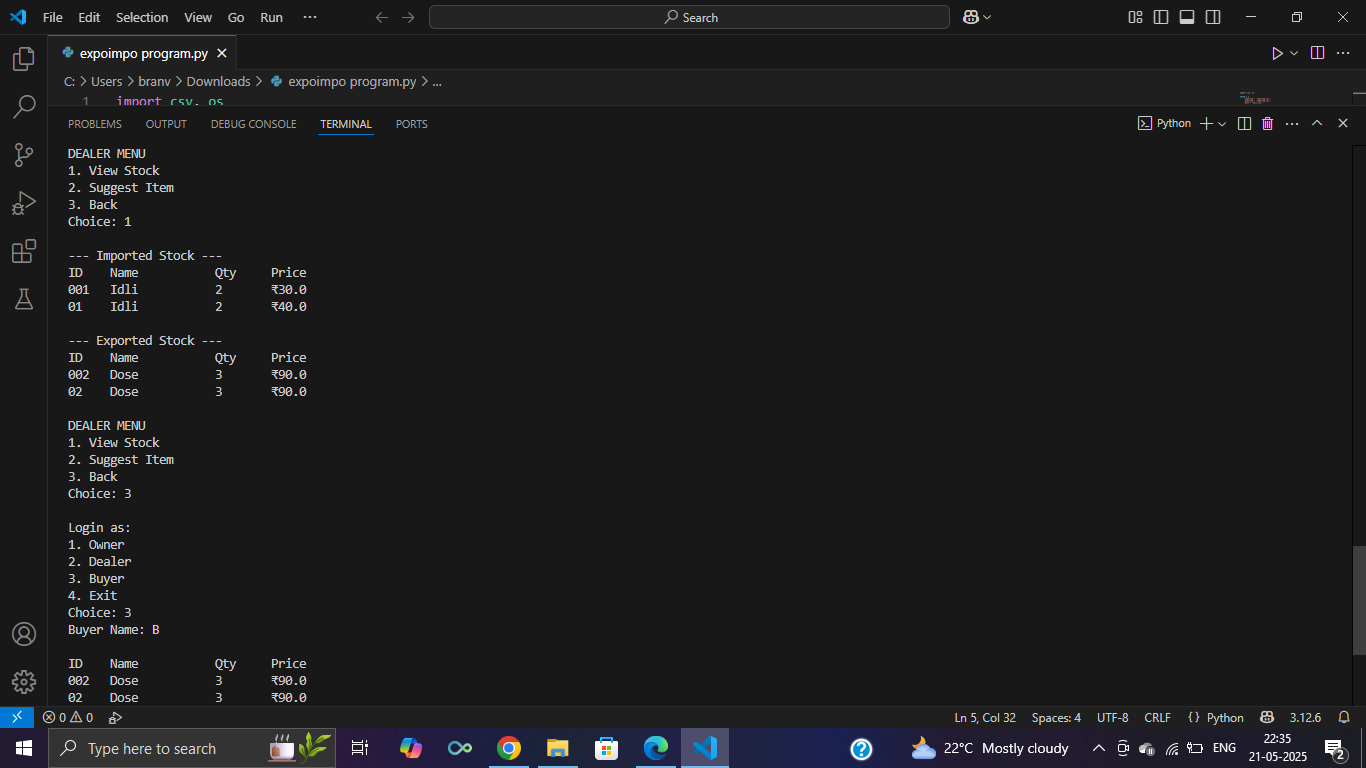 File Edit Selection View Go Run ··· Search
expoimpo program.py
C: > Users > branv > Downloads > expoimpo program.py > ...
1 import csv, os
PROBLEMS OUTPUT DEBUG CONSOLE TERMINAL PORTS Python
DEALER MENU
1. View Stock
2. Suggest Item
3. Back
Choice: 1
--- Imported Stock ---
ID Name Qty Price
001 Idli 2 ₹30.0
01 Idli 2 ₹40.0
--- Exported Stock ---
ID Name Qty Price
002 Dose 3 ₹90.0
02 Dose 3 ₹90.0
DEALER MENU
1. View Stock
2. Suggest Item
3. Back
Choice: 3
Login as:
1. Owner
2. Dealer
3. Buyer
4. Exit
Choice: 3
Buyer Name: B
ID Name Qty Price
002 Dose 3 ₹90.0
02 Dose 3 ₹90.0
0 0 Ln 5, Col 32 Spaces: 4 UTF-8 CRLF {} Python 3.12.6
Type here to search 22°C Mostly cloudy ENG 22:35
21-05-2025 2